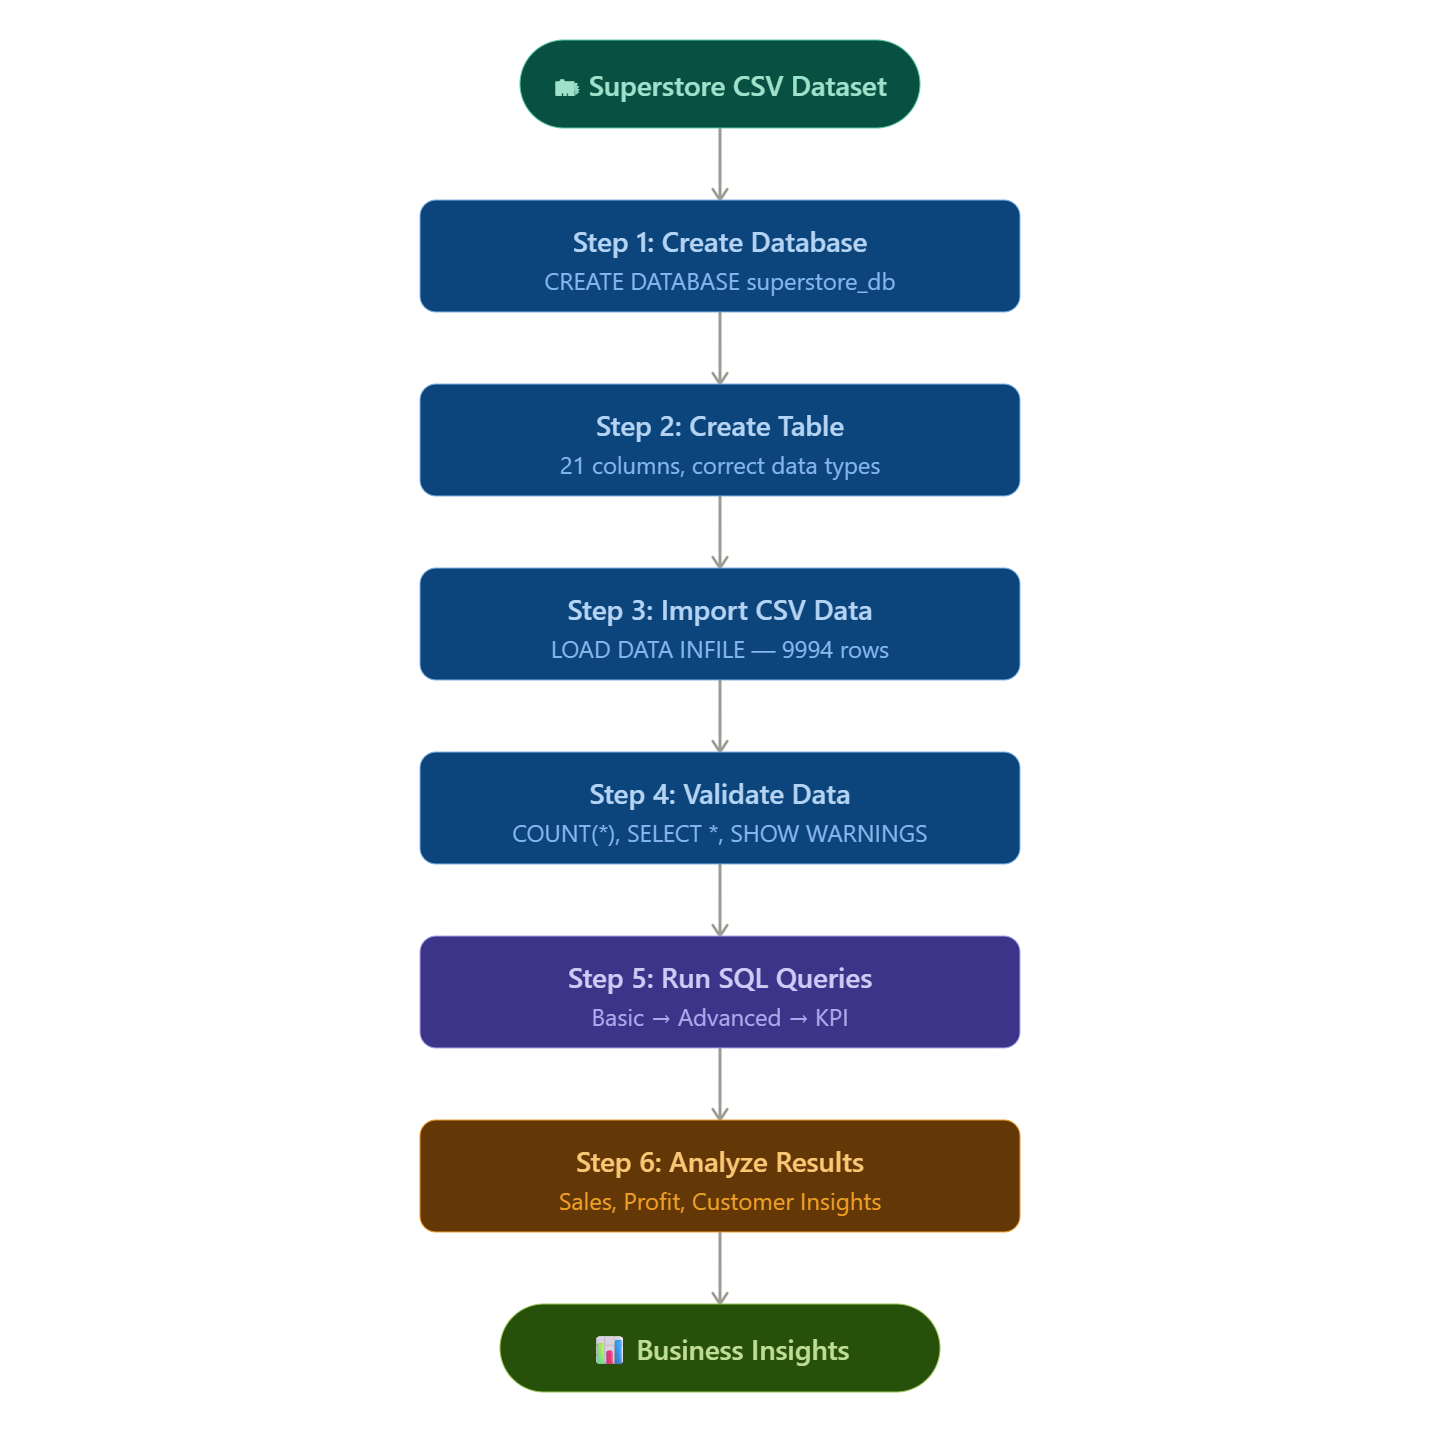 Superstore CSV Dataset
Step 1: Create Database
CREATE DATABASE superstore_db
Step 2: Create Table
21 columns, correct data types
Step 3: Import CSV Data
LOAD DATA INFILE — 9994 rows
Step 4: Validate Data
COUNT(*), SELECT *, SHOW WARNINGS
Step 5: Run SQL Queries
Basic → Advanced → KPI
Step 6: Analyze Results
Sales, Profit, Customer Insights
📊 Business Insights